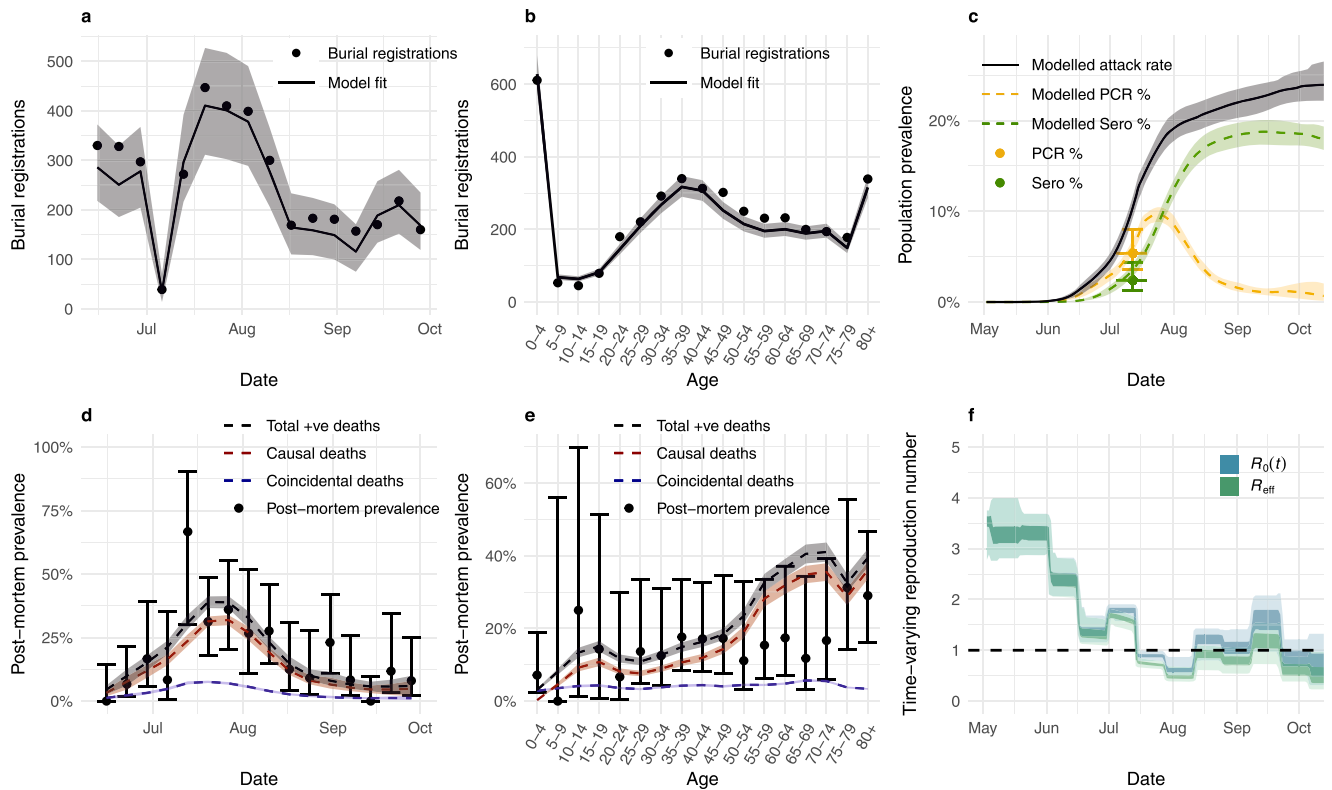 a
Burial registrations
Model fit
Burial registrations
500
400
300
200
100
0
Jul
Aug
Sep
Oct
Date
b
Burial registrations
Model fit
Burial registrations
600
400
200
0
0−4
5−9
10−14
15−19
20−24
25−29
30−34
35−39
40−44
45−49
50−54
55−59
60−64
65−69
70−74
75−79
80+
Age
c
Modelled attack rate
Modelled PCR %
Modelled Sero %
PCR %
Sero %
Population prevalence
20%
10%
0%
May
Jun
Jul
Aug
Sep
Oct
Date
d
Total +ve deaths
Causal deaths
Coincidental deaths
Post−mortem prevalence
Post−mortem prevalence
100%
75%
50%
25%
0%
Jul
Aug
Sep
Oct
Date
e
Total +ve deaths
Causal deaths
Coincidental deaths
Post−mortem prevalence
Post−mortem prevalence
60%
40%
20%
0%
0−4
5−9
10−14
15−19
20−24
25−29
30−34
35−39
40−44
45−49
50−54
55−59
60−64
65−69
70−74
75−79
80+
Age
f
R0(t)
Reff
Time−varying reproduction number
5
4
3
2
1
0
May
Jun
Jul
Aug
Sep
Oct
Date